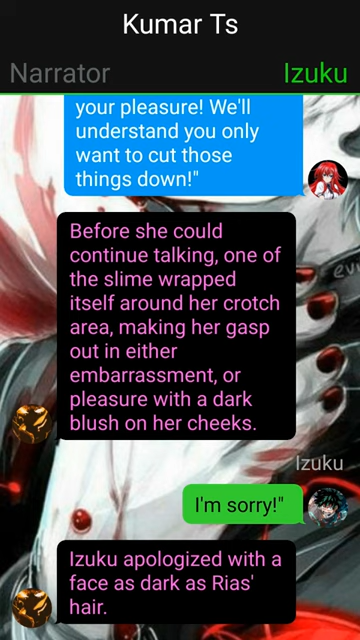 Kumar Ts
Narrator
Izuku
your pleasure! We'll
understand you only
want to cut those
things down!"
Before she could
continue talking, one of
the slime wrapped
itself around her crotch
area, making her gasp
out in either
embarrassment, or
pleasure with a dark
blush on her cheeks.
Izuku
I'm sorry!"
Izuku apologized with a
face as dark as Rias'
hair.